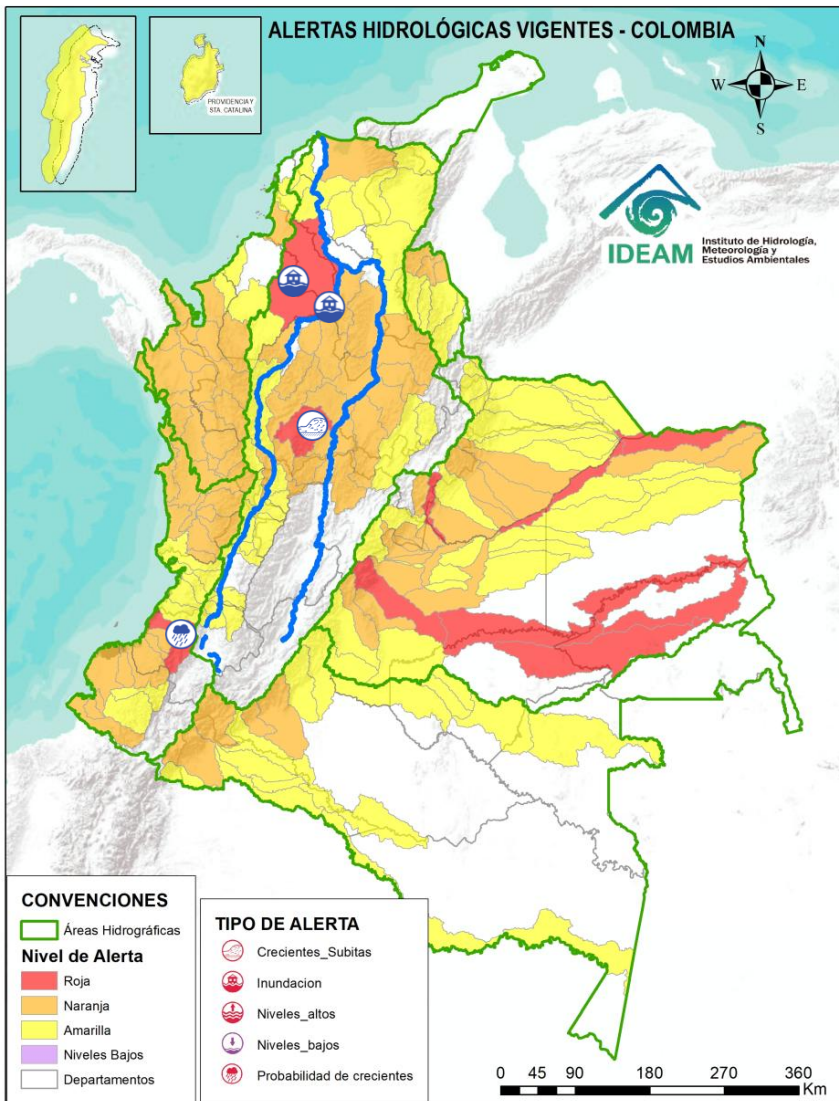 ALERTAS HIDROLÓGICAS VIGENTES - COLOMBIA
PROVIDENCIA Y
STA. CATALINA
N
W
E
S
IDEAM
Instituto de Hidrología,
Meteorología y
Estudios Ambientales
CONVENCIONES
Áreas Hidrográficas
Nivel de Alerta
Roja
Naranja
Amarilla
Niveles Bajos
Departamentos
TIPO DE ALERTA
Crecientes_Subitas
Inundacion
Niveles_altos
Niveles_bajos
Probabilidad de crecientes
0 45 90 180 270 360
Km